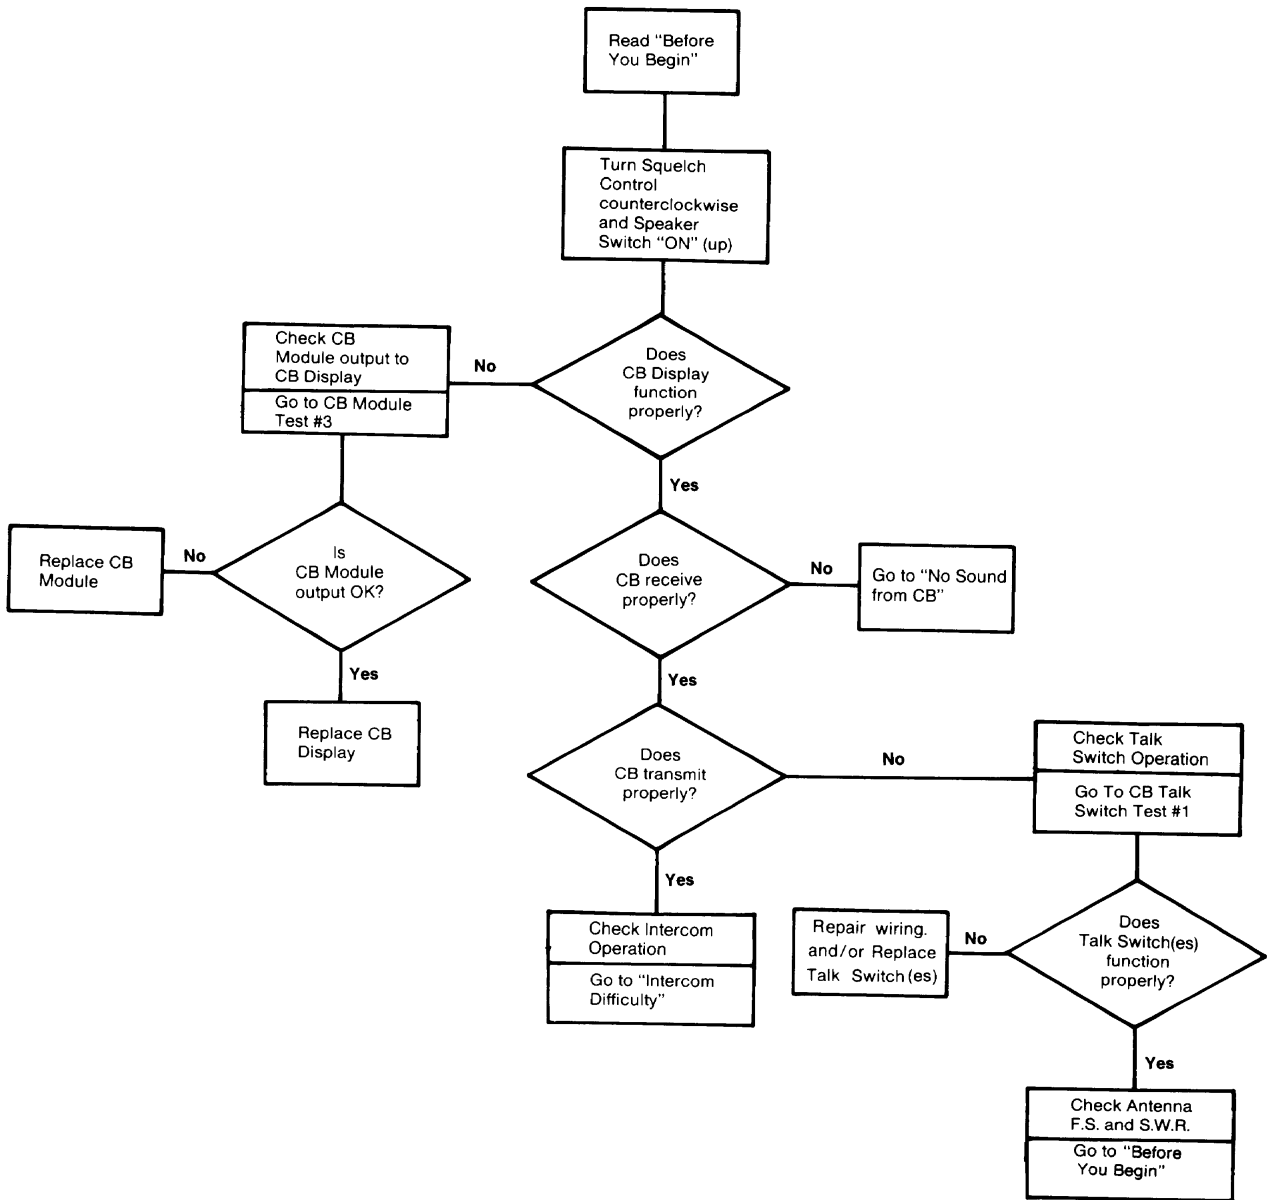 Read “Before
You Begin”
Turn Squelch
Control
counterclockwise
and Speaker
Switch “ON” (up)
Does
CB Display
function
properly?
No
Check CB
Module output to
CB Display
Go to CB Module
Test #3
Is
CB Module
output OK?
No
Replace CB
Module
Yes
Replace CB
Display
Yes
Does
CB receive
properly?
No
Go to “No Sound
from CB”
Yes
Does
CB transmit
properly?
No
Check Talk
Switch Operation
Go To CB Talk
Switch Test #1
Yes
Check Intercom
Operation
Go to “Intercom
Difficulty”
Does
Talk Switch(es)
function
properly?
No
Repair wiring.
and/or Replace
Talk Switch(es)
Yes
Check Antenna
F.S. and S.W.R.
Go to “Before
You Begin”